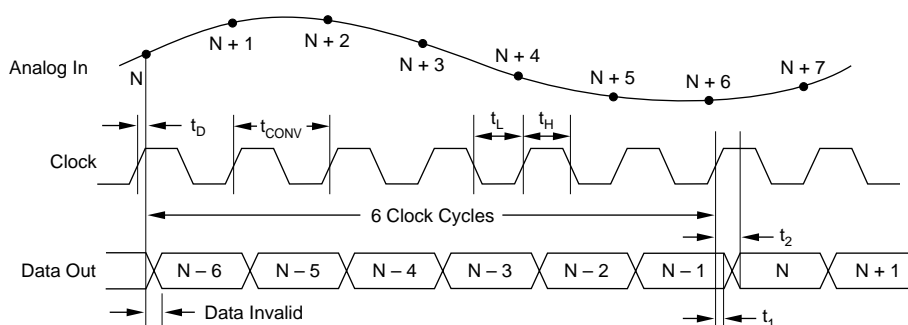 Analog In
N
N + 1
N + 2
N + 3
N + 4
N + 5
N + 6
N + 7
t_D
t_CONV
t_L
t_H
Clock
6 Clock Cycles
t_2
Data Out
N – 6
N – 5
N – 4
N – 3
N – 2
N – 1
N
N + 1
Data Invalid
t_1